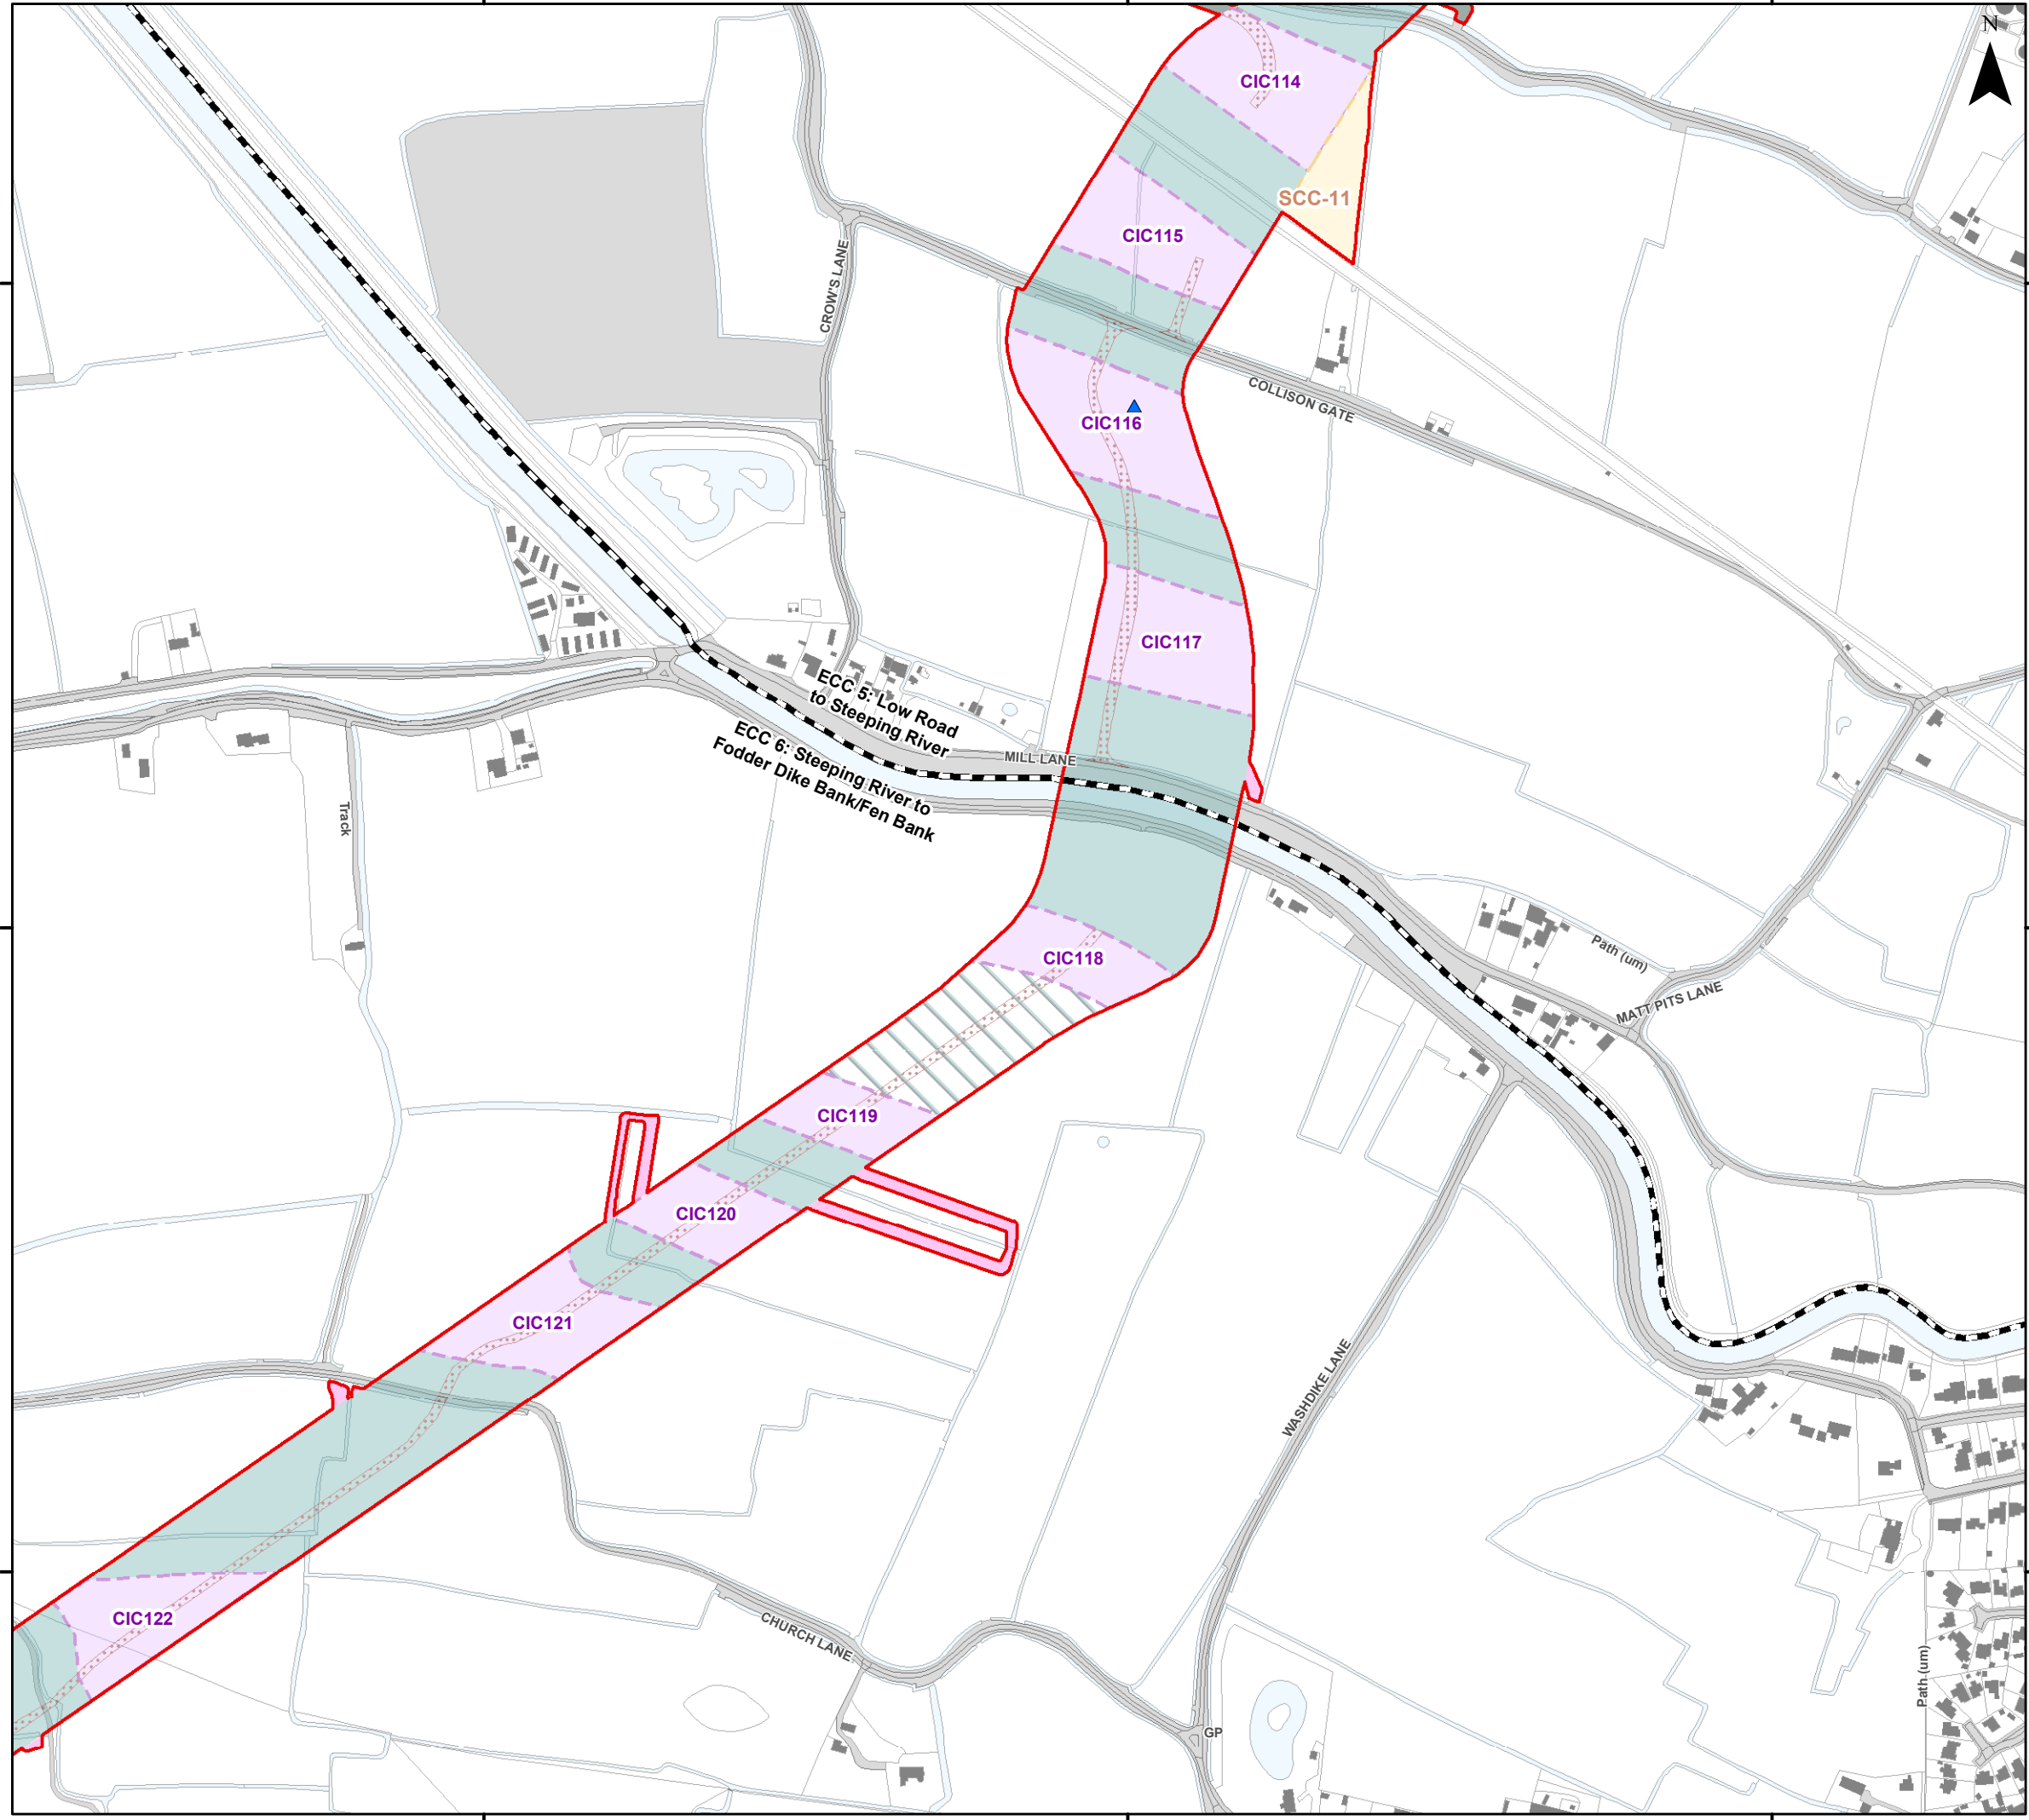 N
CIC114
SCC-11
CIC115
CROW'S LANE
COLLISON GATE
CIC116
CIC117
ECC 5: Low Road
to Steeping River
ECC 6: Steeping River to
Fodder Dike Bank/Fen Bank
MILL LANE
Track
Path (um)
CIC118
MATT PITS LANE
CIC119
CIC120
CIC121
WASHDIKE LANE
CIC122
CHURCH LANE
Path (um)
GP